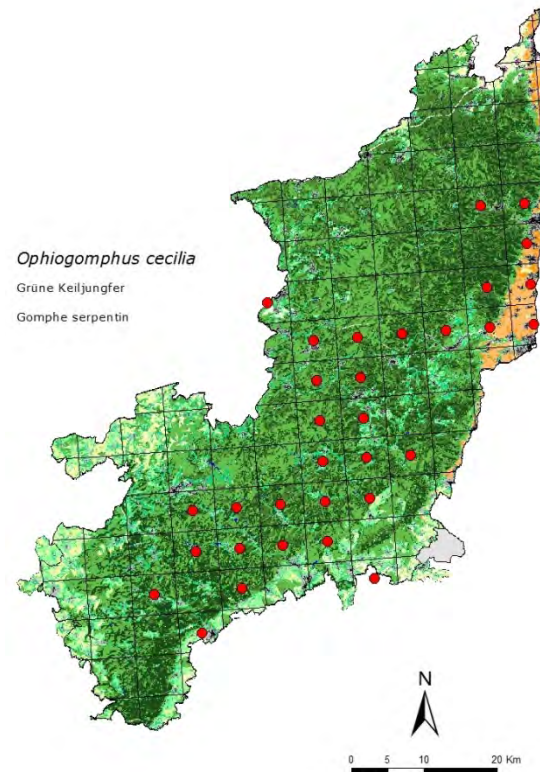 Ophiogomphus cecilia
Grüne Keiljungfer
Gomphe serpentin
N
0 5 10 20 Km